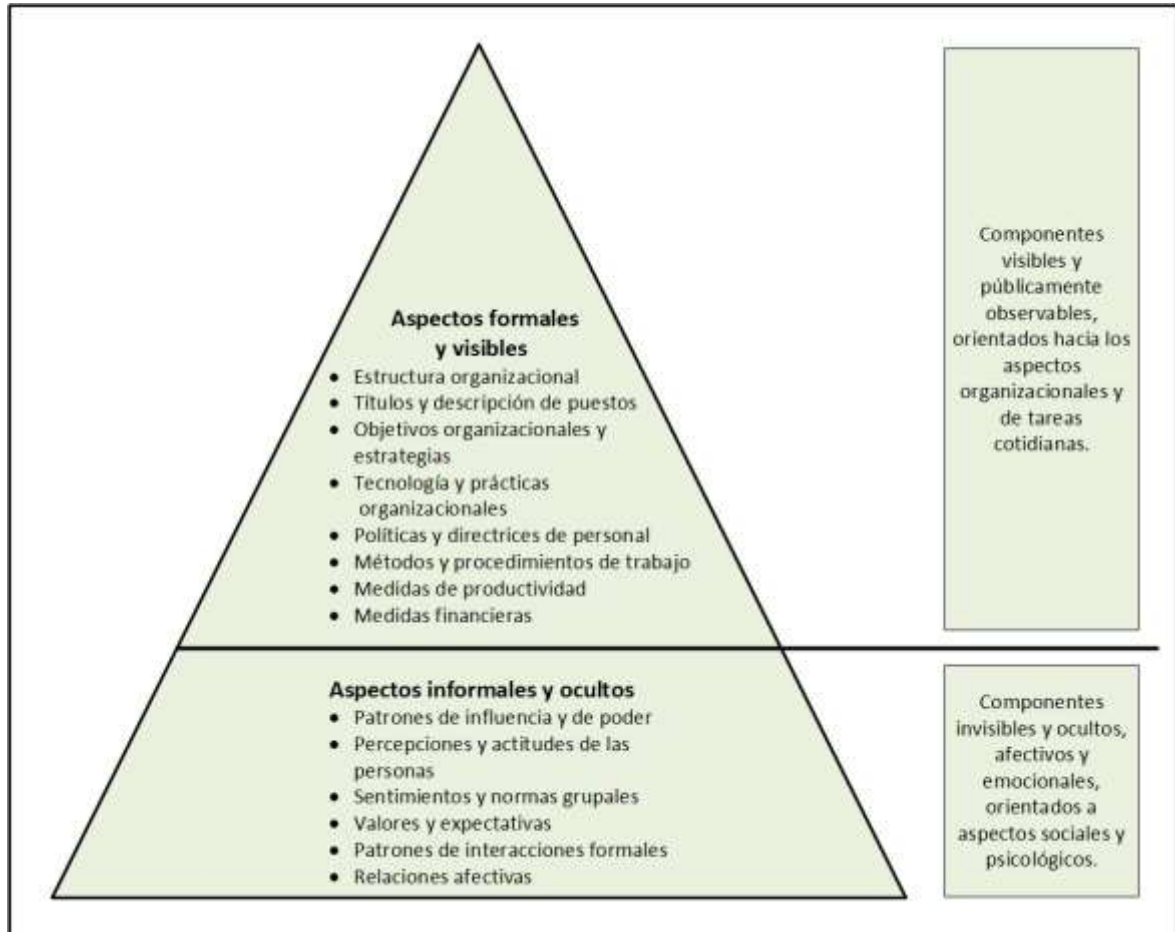 Aspectos formales
y visibles
• Estructura organizacional
• Títulos y descripción de puestos
• Objetivos organizacionales y
estrategias
• Tecnología y prácticas
organizacionales
• Políticas y directrices de personal
• Métodos y procedimientos de trabajo
• Medidas de productividad
• Medidas financieras
Componentes
visibles y
públicamente
observables,
orientados hacia los
aspectos
organizacionales y
de tareas
cotidianas.
Aspectos informales y ocultos
• Patrones de influencia y de poder
• Percepciones y actitudes de las
personas
• Sentimientos y normas grupales
• Valores y expectativas
• Patrones de interacciones formales
• Relaciones afectivas
Componentes
invisibles y ocultos,
afectivos y
emocionales,
orientados a
aspectos sociales y
psicológicos.